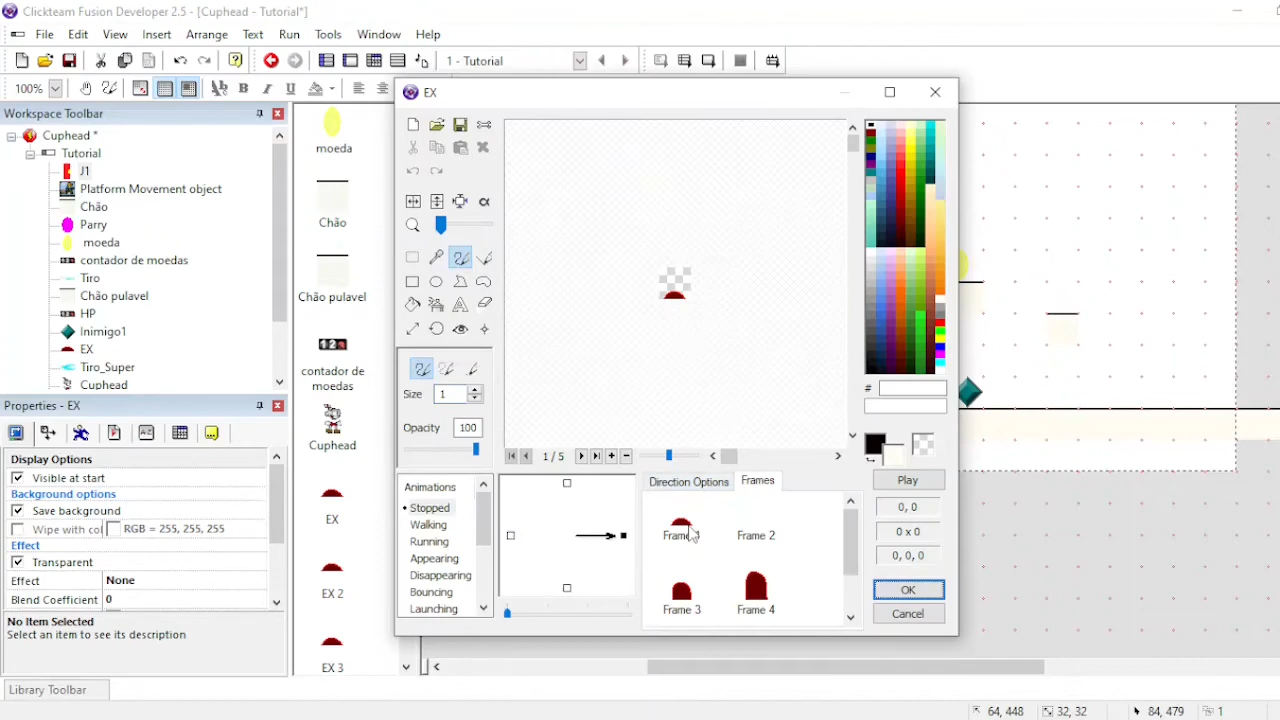 Clickteam Fusion Developer 2.5 - [Cuphead - Tutorial*]
File Edit View Insert Arrange Text Run Tools Window Help
1 - Tutorial
100%
B I U
Workspace Toolbar
Cuphead *
Tutorial
J1
Platform Movement object
Chão
Parry
moeda
contador de moedas
Tiro
Chão pulavel
HP
Inimigo1
EX
Tiro_Super
Cuphead
Properties - EX
Display Options
Visible at start
Background options
Save background
Wipe with col RGB = 255, 255, 255
Effect
Transparent
Effect None
Blend Coefficient 0
No Item Selected
Select an item to see its description
Library Toolbar
moeda
Chão
Chão pulavel
contador de
moedas
Cuphead
EX
EX 2
EX 3
EX
Size 1
Opacity 100
1 / 5
Animations
Stopped
Walking
Running
Appearing
Disappearing
Bouncing
Launching
Direction Options Frames
Frame 2
Frame 3 Frame 4
#
Play
0, 0
0 x 0
0, 0, 0
OK
Cancel
64, 448 32, 32 84, 479 1